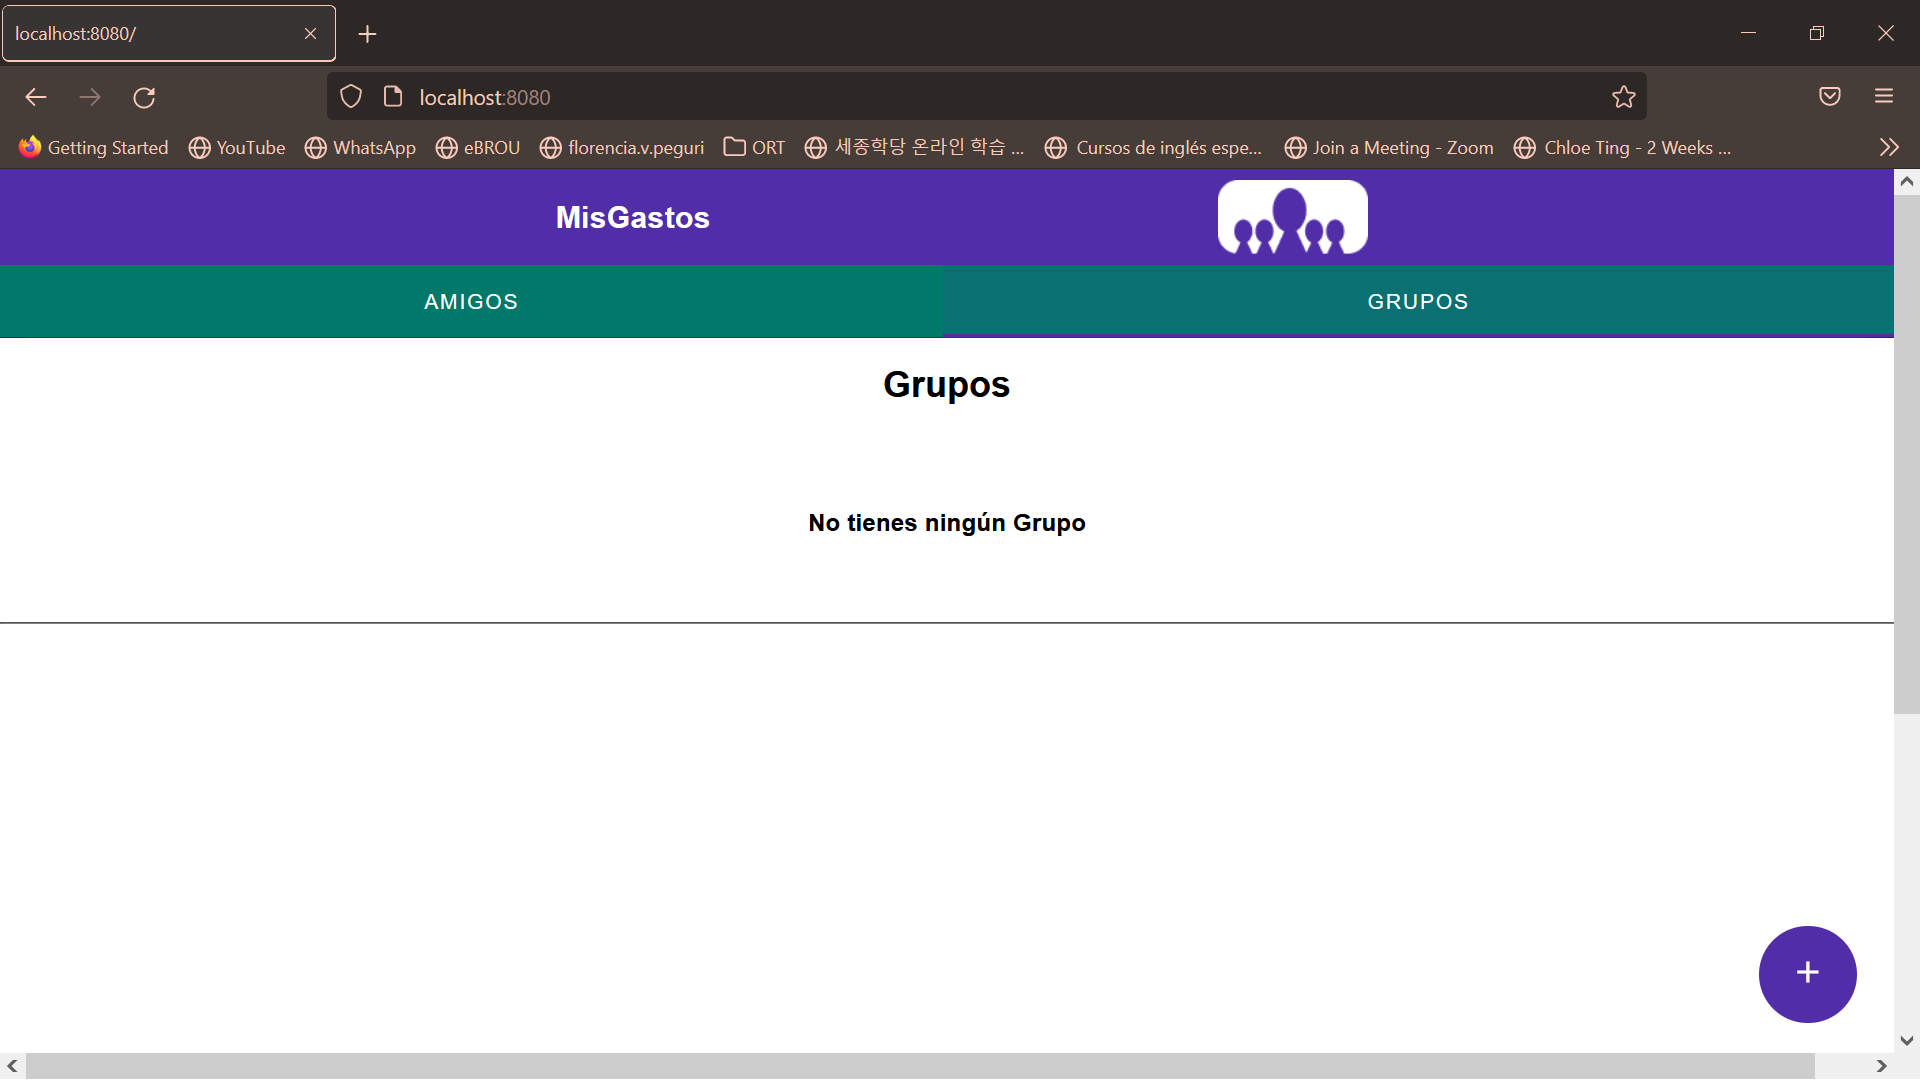 localhost:8080/
localhost:8080
Getting Started YouTube WhatsApp eBROU florencia.v.peguri ORT 세종학당 온라인 학습 ... Cursos de inglés espe... Join a Meeting - Zoom Chloe Ting - 2 Weeks ...
MisGastos
AMIGOS GRUPOS
Grupos
No tienes ningún Grupo
+